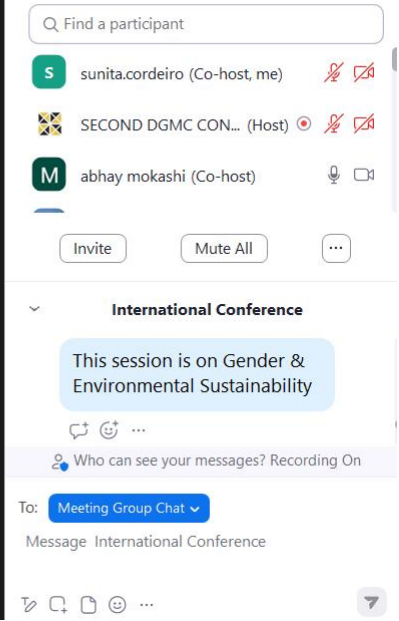 Find a participant
S sunita.cordeiro (Co-host, me)
SECOND DGMC CON... (Host)
M abhay mokashi (Co-host)
Invite Mute All ...
International Conference
This session is on Gender &
Environmental Sustainability
...
Who can see your messages? Recording On
To: Meeting Group Chat
Message International Conference
...